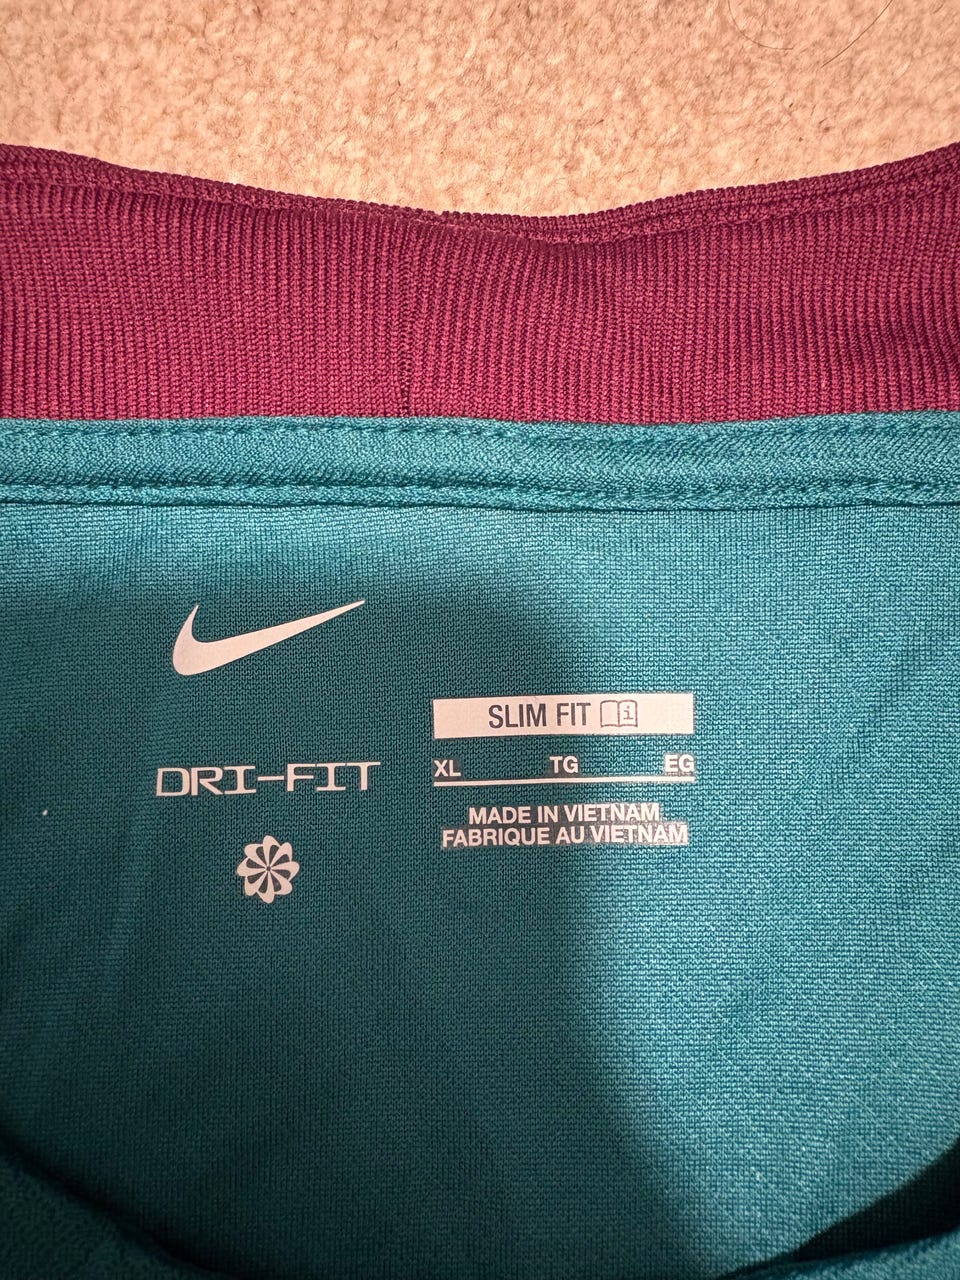 SLIM FIT
DRI-FIT
XL TG EG
MADE IN VIETNAM
FABRIQUE AU VIETNAM